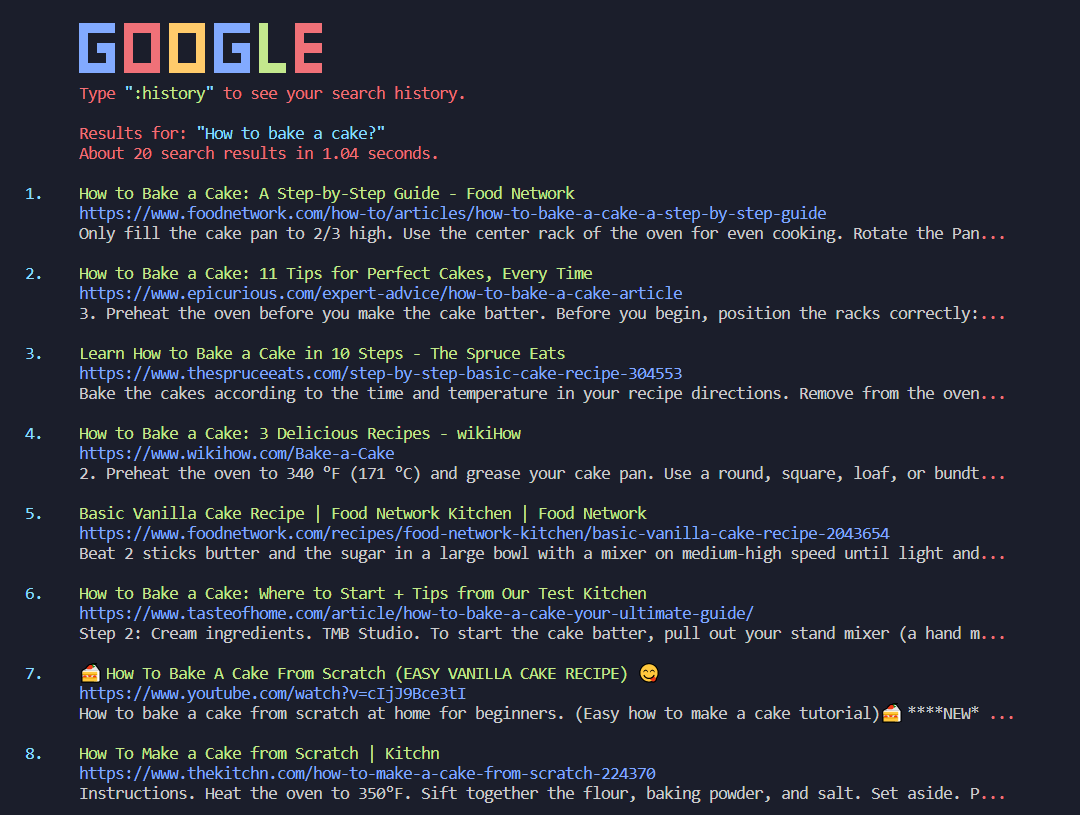 GOOGLE
Type ":history" to see your search history.
Results for: "How to bake a cake?"
About 20 search results in 1.04 seconds.
1. How to Bake a Cake: A Step-by-Step Guide - Food Network
https://www.foodnetwork.com/how-to/articles/how-to-bake-a-cake-a-step-by-step-guide
Only fill the cake pan to 2/3 high. Use the center rack of the oven for even cooking. Rotate the Pan...
2. How to Bake a Cake: 11 Tips for Perfect Cakes, Every Time
https://www.epicurious.com/expert-advice/how-to-bake-a-cake-article
3. Preheat the oven before you make the cake batter. Before you begin, position the racks correctly:...
3. Learn How to Bake a Cake in 10 Steps - The Spruce Eats
https://www.thespruceeats.com/step-by-step-basic-cake-recipe-304553
Bake the cakes according to the time and temperature in your recipe directions. Remove from the oven...
4. How to Bake a Cake: 3 Delicious Recipes - wikiHow
https://www.wikihow.com/Bake-a-Cake
2. Preheat the oven to 340 °F (171 °C) and grease your cake pan. Use a round, square, loaf, or bundt...
5. Basic Vanilla Cake Recipe | Food Network Kitchen | Food Network
https://www.foodnetwork.com/recipes/food-network-kitchen/basic-vanilla-cake-recipe-2043654
Beat 2 sticks butter and the sugar in a large bowl with a mixer on medium-high speed until light and...
6. How to Bake a Cake: Where to Start + Tips from Our Test Kitchen
https://www.tasteofhome.com/article/how-to-bake-a-cake-your-ultimate-guide/
Step 2: Cream ingredients. TMB Studio. To start the cake batter, pull out your stand mixer (a hand m...
7. 🍰 How To Bake A Cake From Scratch (EASY VANILLA CAKE RECIPE) 😋
https://www.youtube.com/watch?v=cIjJ9Bce3tI
How to bake a cake from scratch at home for beginners. (Easy how to make a cake tutorial)🍰 ****NEW* ...
8. How To Make a Cake from Scratch | Kitchn
https://www.thekitchn.com/how-to-make-a-cake-from-scratch-224370
Instructions. Heat the oven to 350°F. Sift together the flour, baking powder, and salt. Set aside. P...